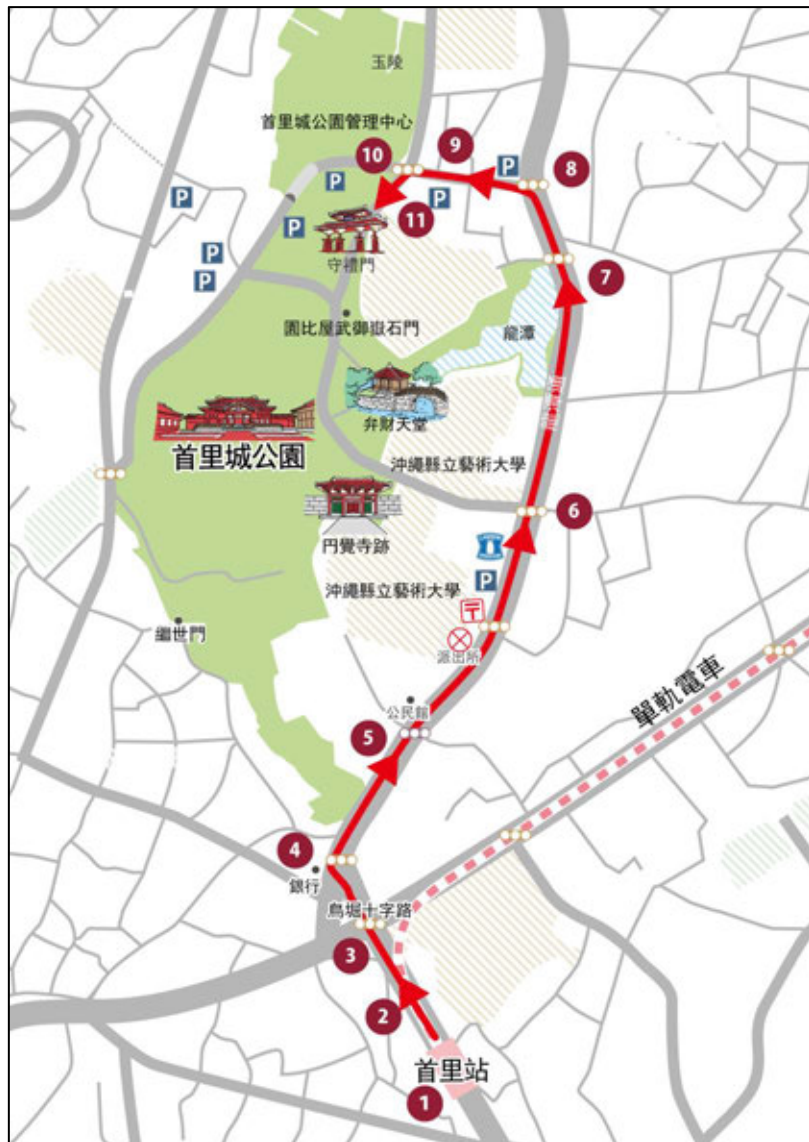 玉陵
首里城公園管理中心
10
9
P
8
P
P
P
P
11
P
P
守禮門
7
園比屋武御嶽石門
龍潭
弁財天堂
首里城公園
沖繩縣立藝術大學
6
円覺寺跡
P
沖繩縣立藝術大學
〒
派出所
繼世門
單軌電車
公民館
5
4
銀行
鳥堀十字路
3
2
首里站
1